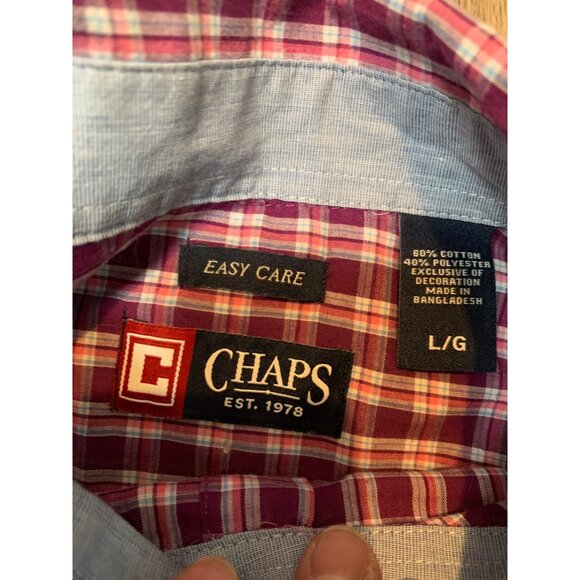 EASY CARE
60% COTTON
40% POLYESTER
EXCLUSIVE OF
DECORATION
MADE IN
BANGLADESH
L/G
C CHAPS
EST. 1978